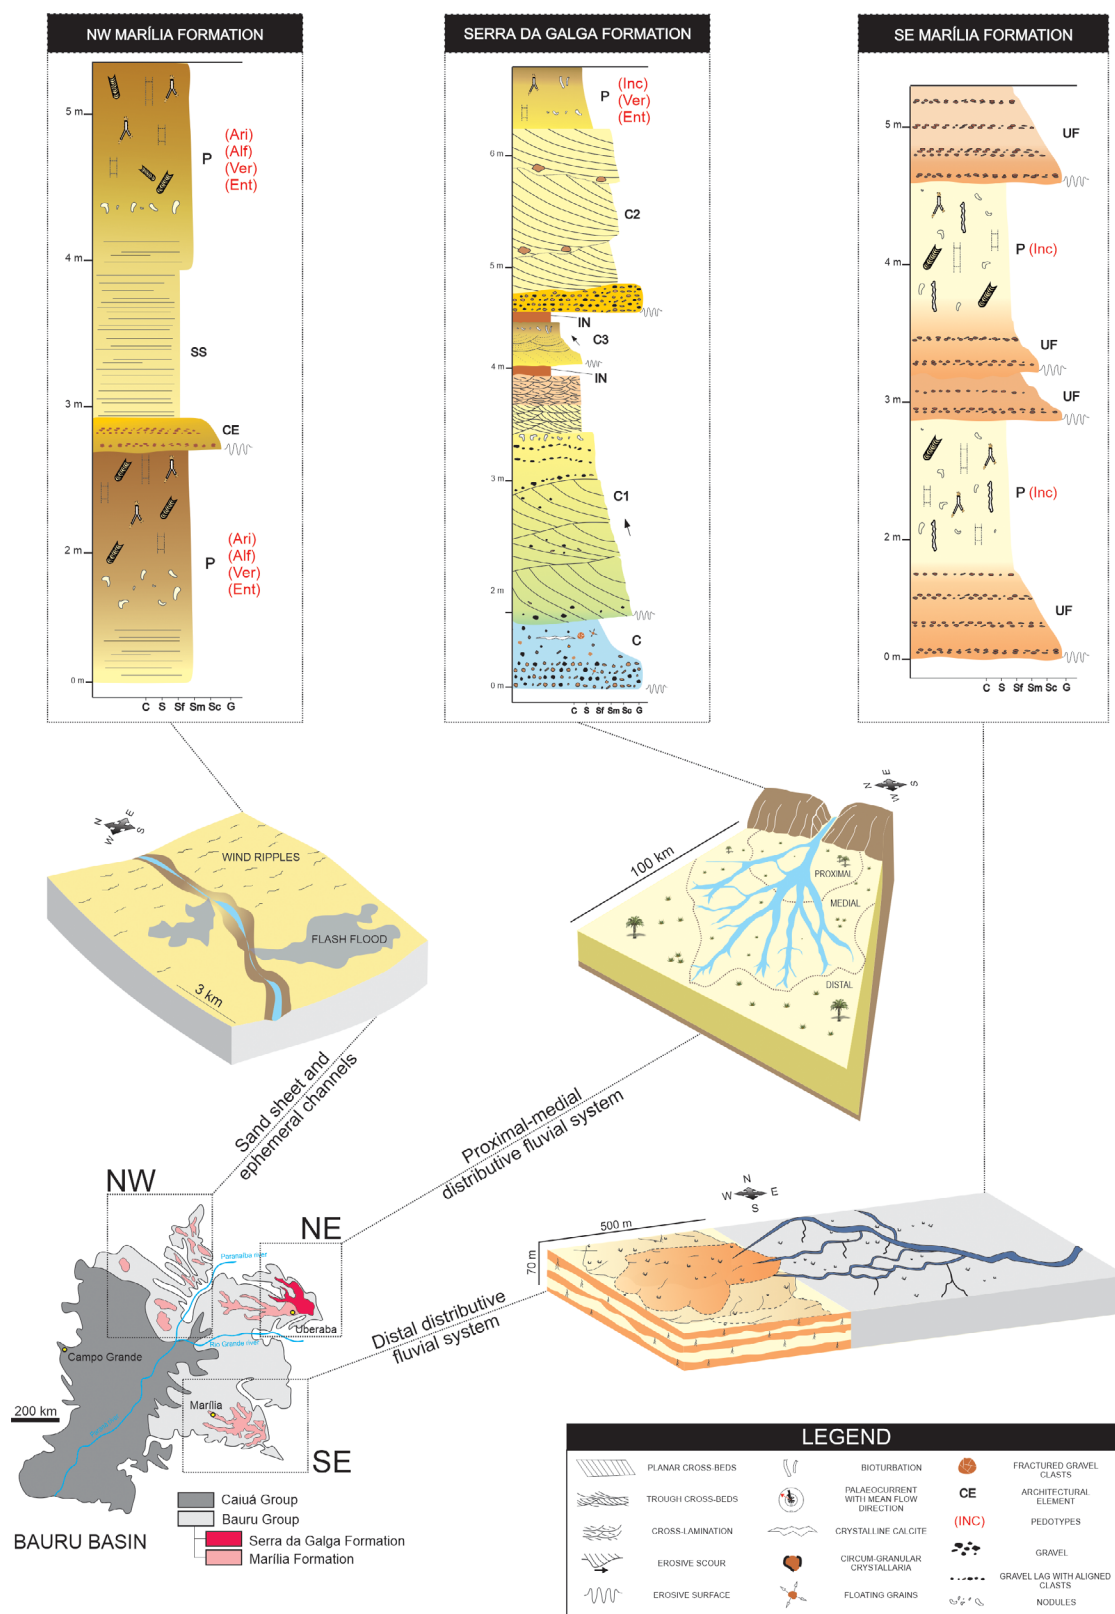 NW MARÍLIA FORMATION
5 m
(Ari)
(Alf)
(Ver)
(Ent)
P
4 m
SS
3 m
CE
2 m
P
(Ari)
(Alf)
(Ver)
(Ent)
0 m
C S Sf Sm Sc G
SERRA DA GALGA FORMATION
P
(Inc)
(Ver)
(Ent)
6 m
C2
5 m
IN
C3
4 m
IN
3 m
C1
2 m
C
0 m
C S Sf Sm Sc G
SE MARÍLIA FORMATION
5 m
UF
4 m
P (Inc)
UF
3 m
UF
P (Inc)
2 m
UF
0 m
C S Sf Sm Sc G
N E
W S
WIND RIPPLES
FLASH FLOOD
3 km
N E
W S
100 km
PROXIMAL
MEDIAL
DISTAL
Sand sheet and
ephemeral channels
Proximal-medial
distributive fluvial system
Distal distributive
fluvial system
N
W E
S
500 m
70 m
NW
NE
SE
Paranaíba river
Uberaba
Rio Grande river
Campo Grande
Marília
200 km
BAURU BASIN
Caiuá Group
Bauru Group
Serra da Galga Formation
Marília Formation
LEGEND
PLANAR CROSS-BEDS
TROUGH CROSS-BEDS
CROSS-LAMINATION
EROSIVE SCOUR
EROSIVE SURFACE
BIOTURBATION
PALAEOCURRENT
WITH MEAN FLOW
DIRECTION
CRYSTALLINE CALCITE
CIRCUM-GRANULAR
CRYSTALLARIA
FLOATING GRAINS
FRACTURED GRAVEL
CLASTS
CE
ARCHITECTURAL
ELEMENT
(INC)
PEDOTYPES
GRAVEL
GRAVEL LAG WITH ALIGNED
CLASTS
NODULES